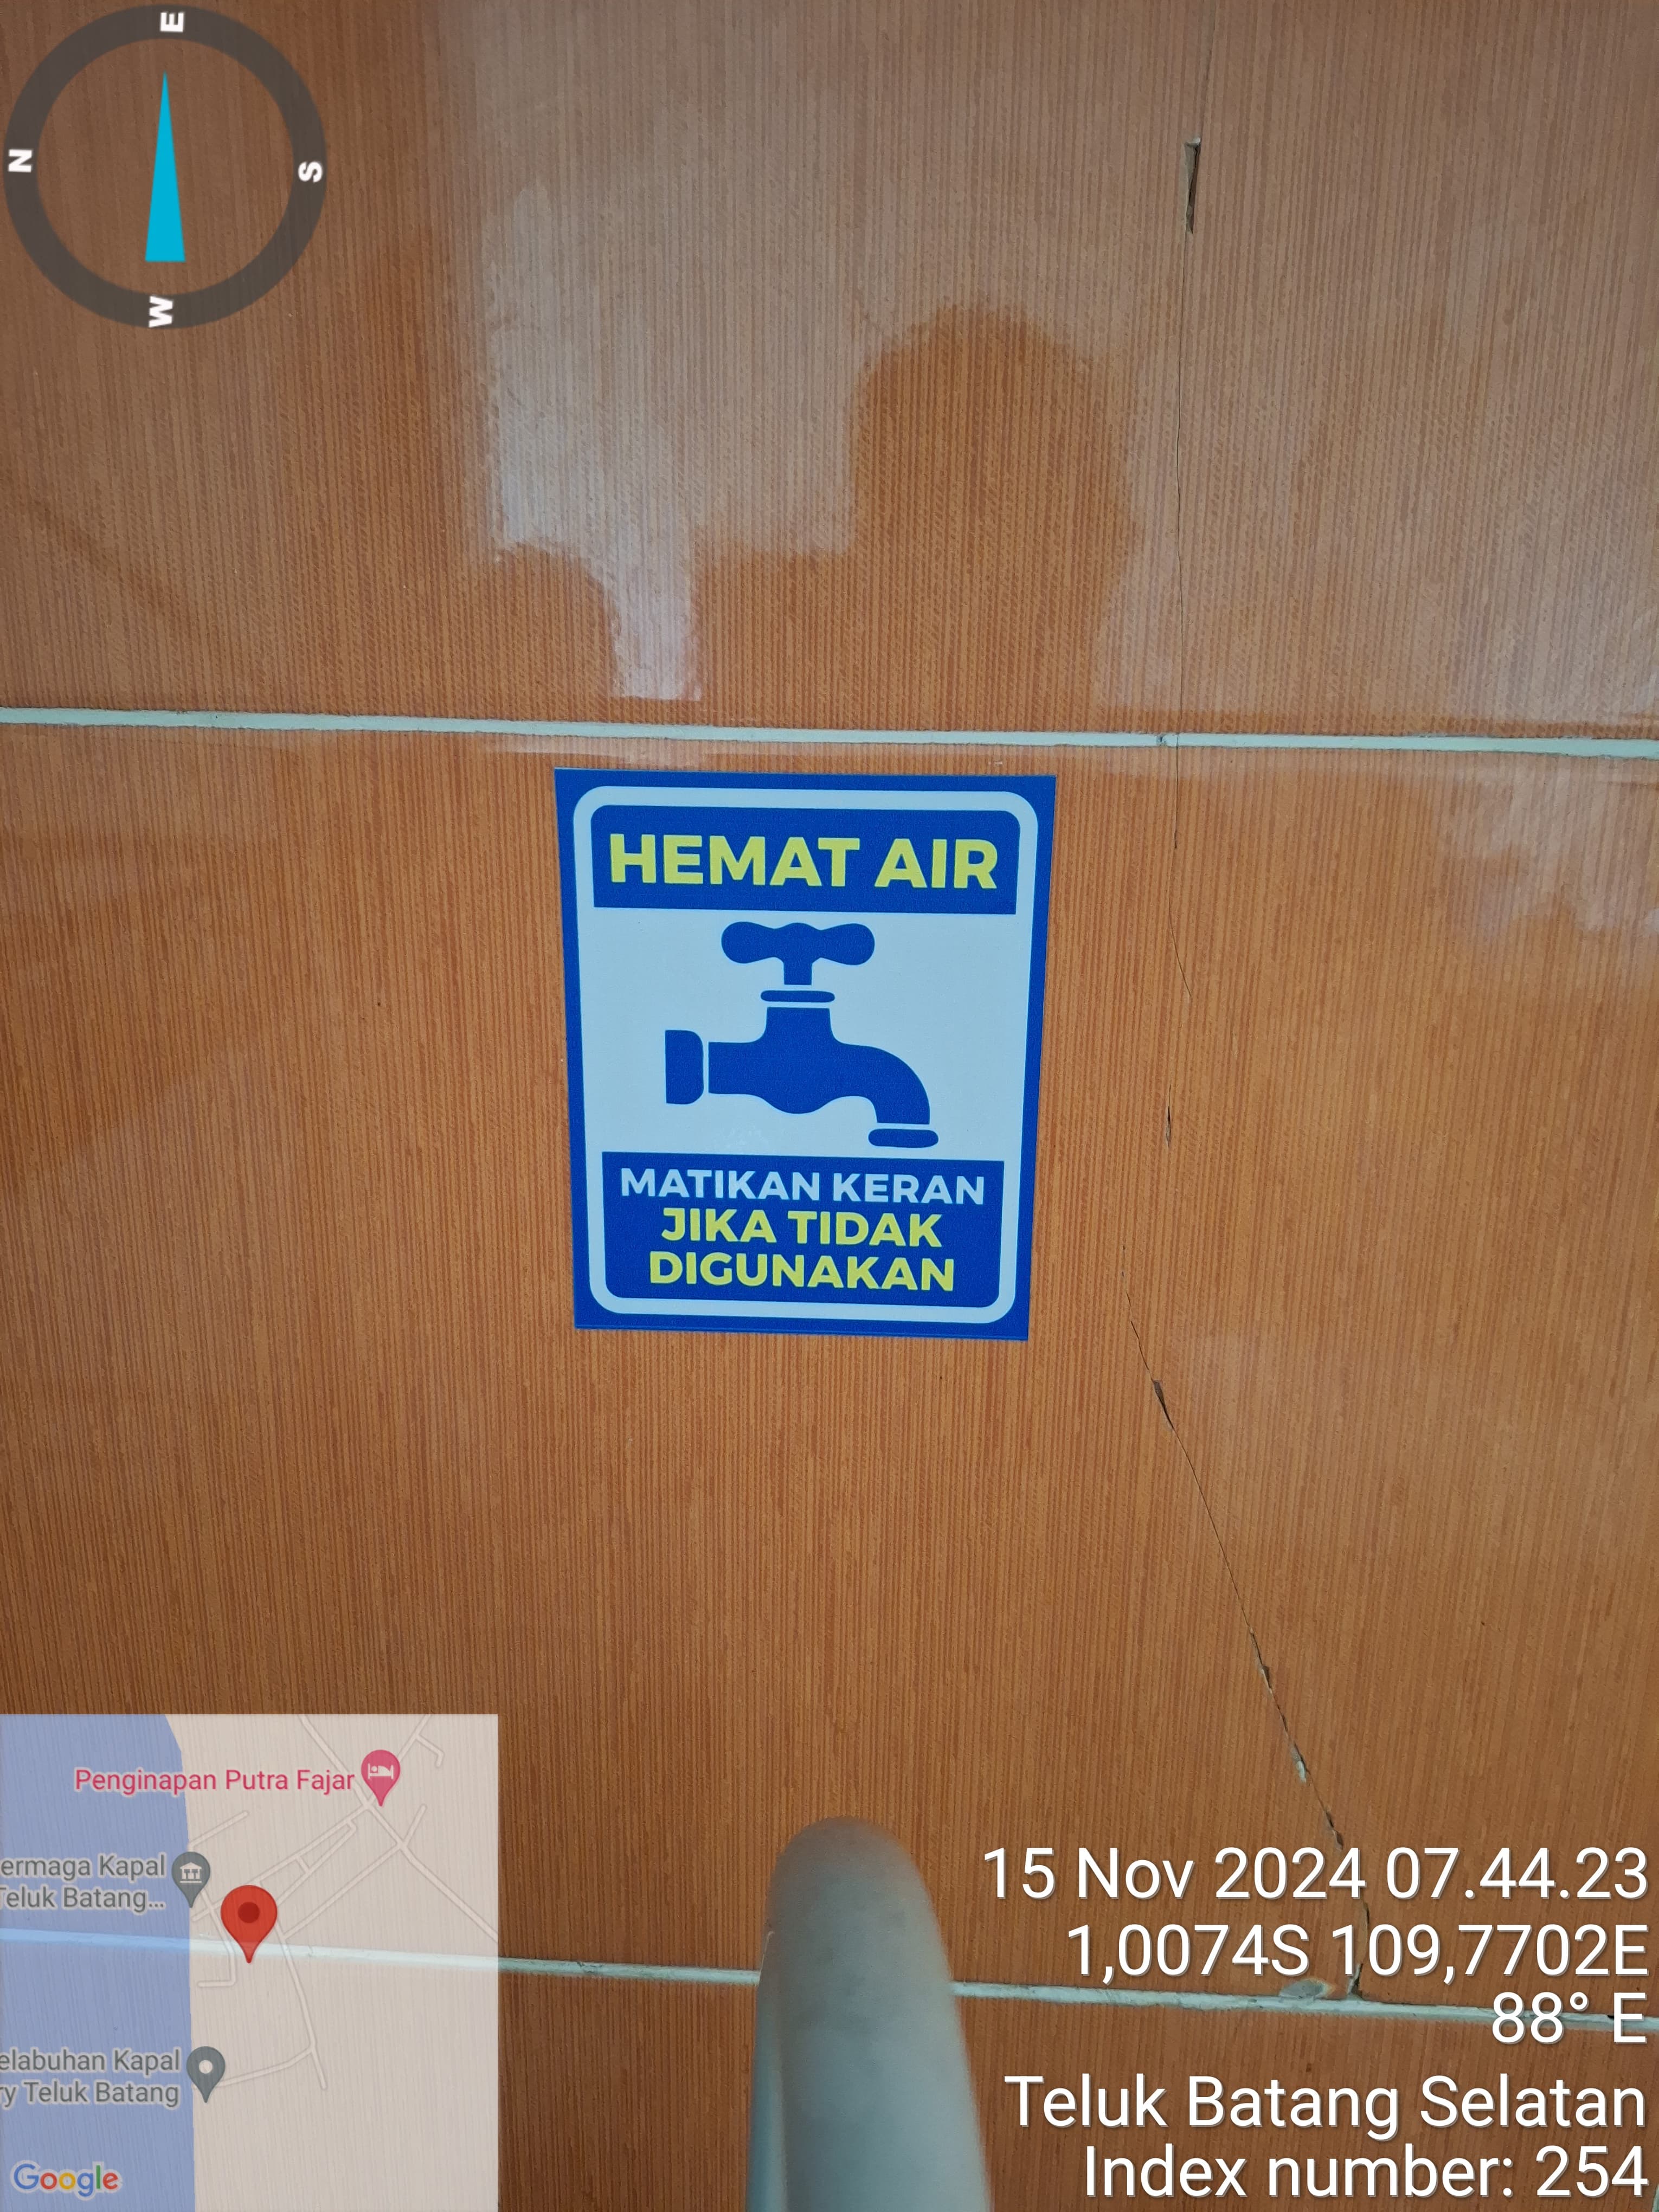 E
N
S
W
HEMAT AIR
MATIKAN KERAN
JIKA TIDAK
DIGUNAKAN
Penginapan Putra Fajar
ermaga Kapal
Teluk Batang...
elabuhan Kapal
ry Teluk Batang
Google
15 Nov 2024 07.44.23
1,0074S 109,7702E
88° E
Teluk Batang Selatan
Index number: 254